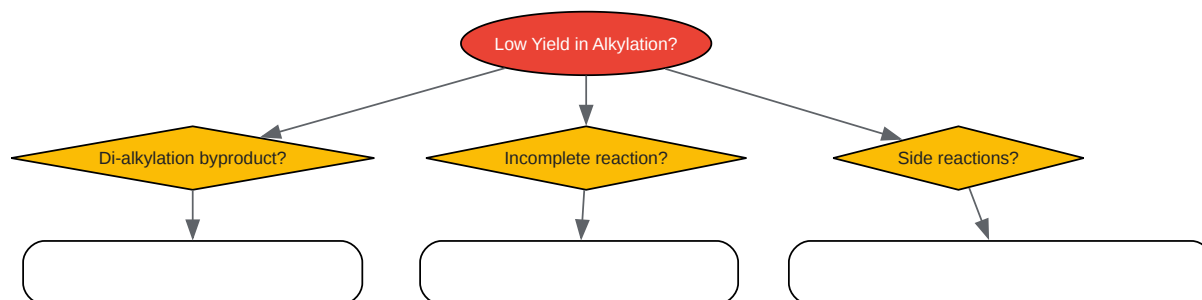 Low Yield in Alkylation?
Di-alkylation byproduct?
Incomplete reaction?
Side reactions?